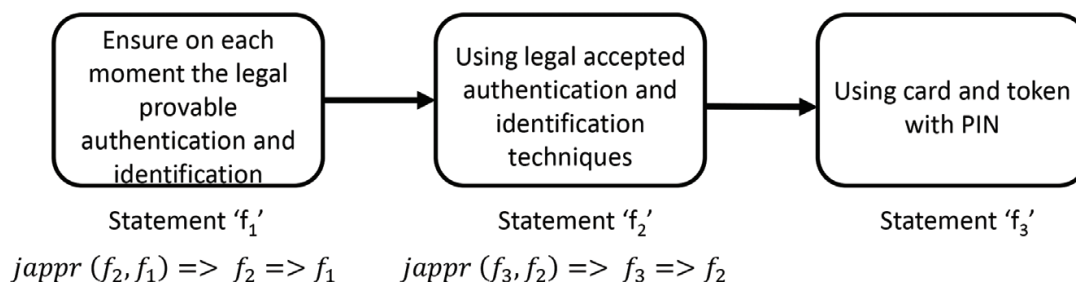 Ensure on each
moment the legal
provable
authentication and
identification
Using legal accepted
authentication and
identification
techniques
Using card and token
with PIN
Statement ‘f₁’
Statement ‘f₂’
Statement ‘f₃’
jappr (f₂, f₁) => f₂ => f₁
jappr (f₃, f₂) => f₃ => f₂